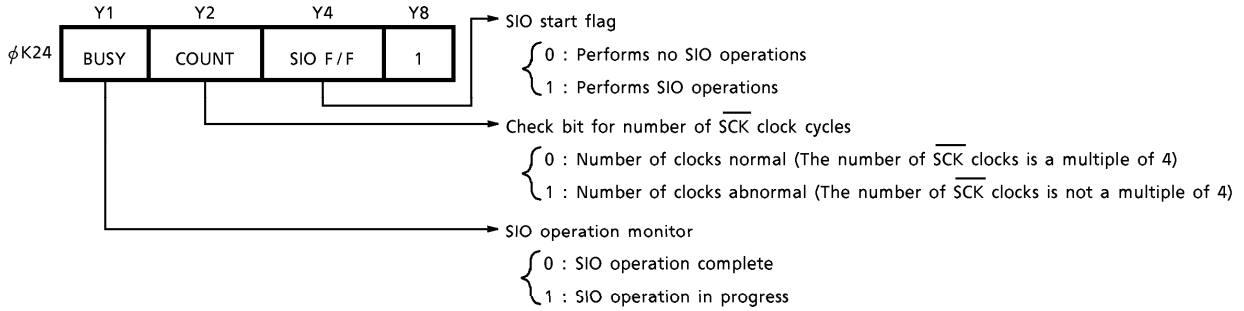 Y1 Y2 Y4 Y8
ϕK24 BUSY COUNT SIO F/F 1
SIO start flag
0 : Performs no SIO operations
1 : Performs SIO operations
Check bit for number of S̅C̅K̅ clock cycles
0 : Number of clocks normal (The number of S̅C̅K̅ clocks is a multiple of 4)
1 : Number of clocks abnormal (The number of S̅C̅K̅ clocks is not a multiple of 4)
SIO operation monitor
0 : SIO operation complete
1 : SIO operation in progress